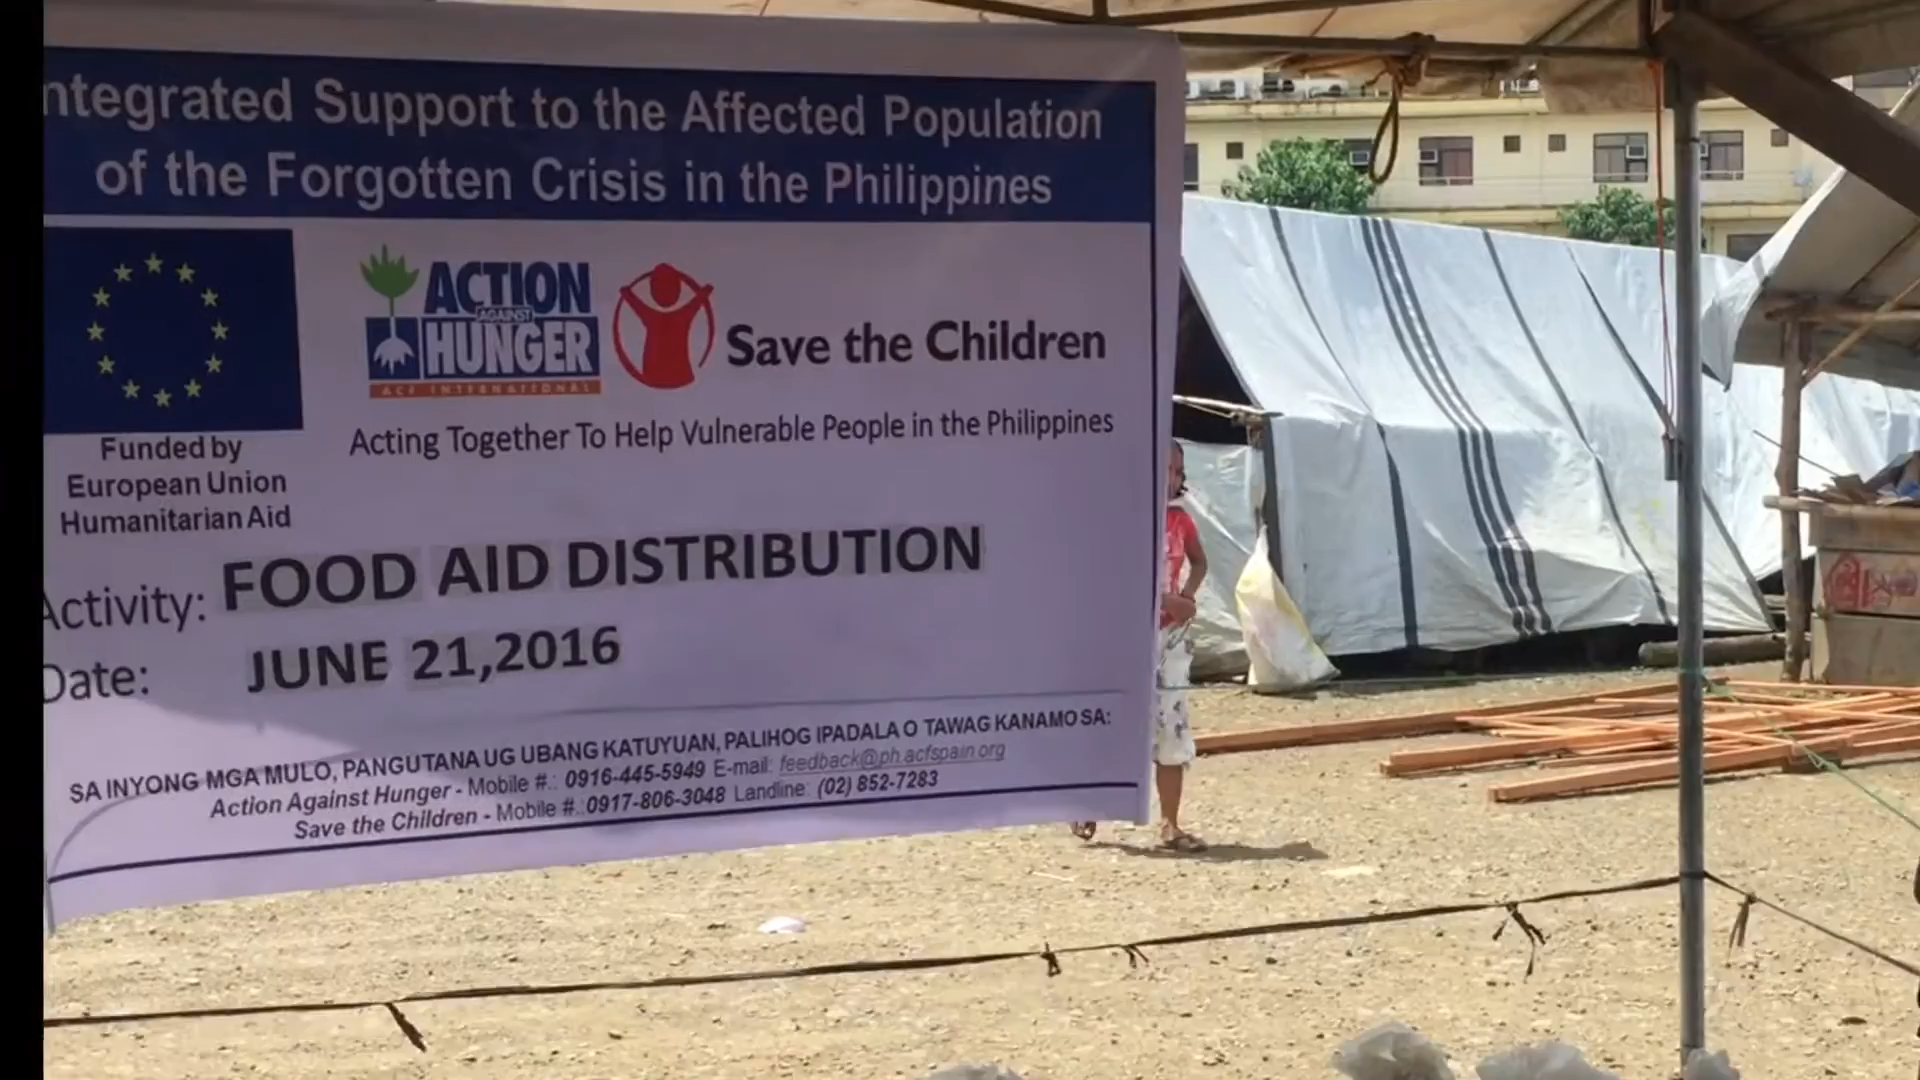 ntegrated Support to the Affected Population
of the Forgotten Crisis in the Philippines
ACTION
AGAINST
HUNGER
ACF INTERNATIONAL
Save the Children
Acting Together To Help Vulnerable People in the Philippines
Funded by
European Union
Humanitarian Aid
Activity: FOOD AID DISTRIBUTION
Date: JUNE 21,2016
SA INYONG MGA MULO, PANGUTANA UG UBANG KATUYUAN, PALIHOG IPADALA O TAWAG KANAMO SA:
Action Against Hunger - Mobile #.: 0916-445-5949 E-mail: feedback@ph.acfspain.org
Save the Children - Mobile #.:0917-806-3048 Landline: (02) 852-7283